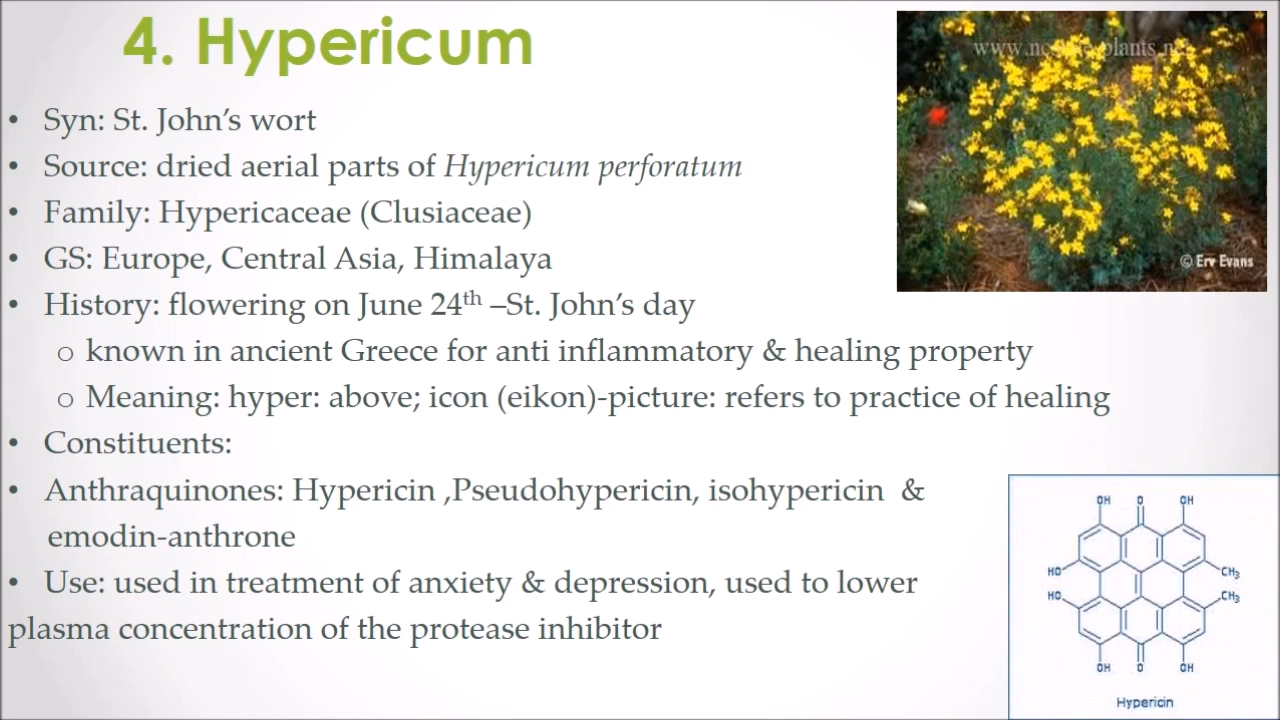 4. Hypericum
• Syn: St. John’s wort
• Source: dried aerial parts of Hypericum perforatum
• Family: Hypericaceae (Clusiaceae)
• GS: Europe, Central Asia, Himalaya
• History: flowering on June 24th –St. John’s day
o known in ancient Greece for anti inflammatory & healing property
o Meaning: hyper: above; icon (eikon)-picture: refers to practice of healing
• Constituents:
• Anthraquinones: Hypericin ,Pseudohypericin, isohypericin &
emodin-anthrone
• Use: used in treatment of anxiety & depression, used to lower
plasma concentration of the protease inhibitor
© Erv Evans
OH O OH
HO CH3
HO CH3
OH O OH
Hypericin